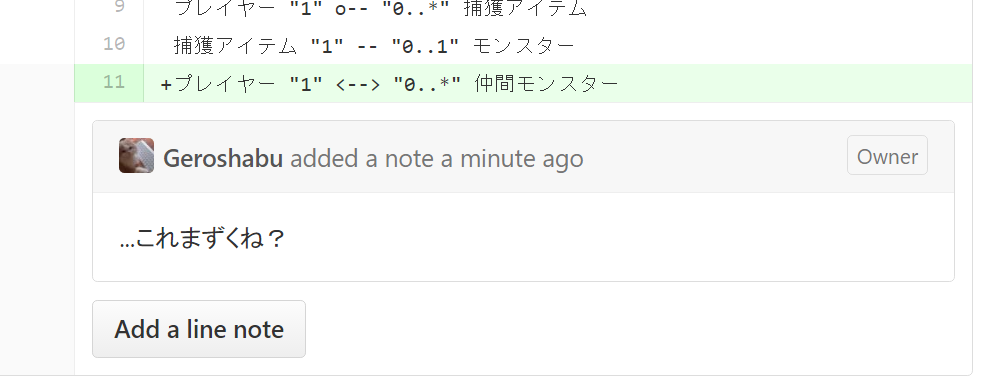 9 プレイヤー "1" o-- "0..*" 捕獲アイテム
10 捕獲アイテム "1" -- "0..1" モンスター
11 +プレイヤー "1" <--> "0..*" 仲間モンスター
Geroshabu added a note a minute ago Owner
...これまずくね？
Add a line note